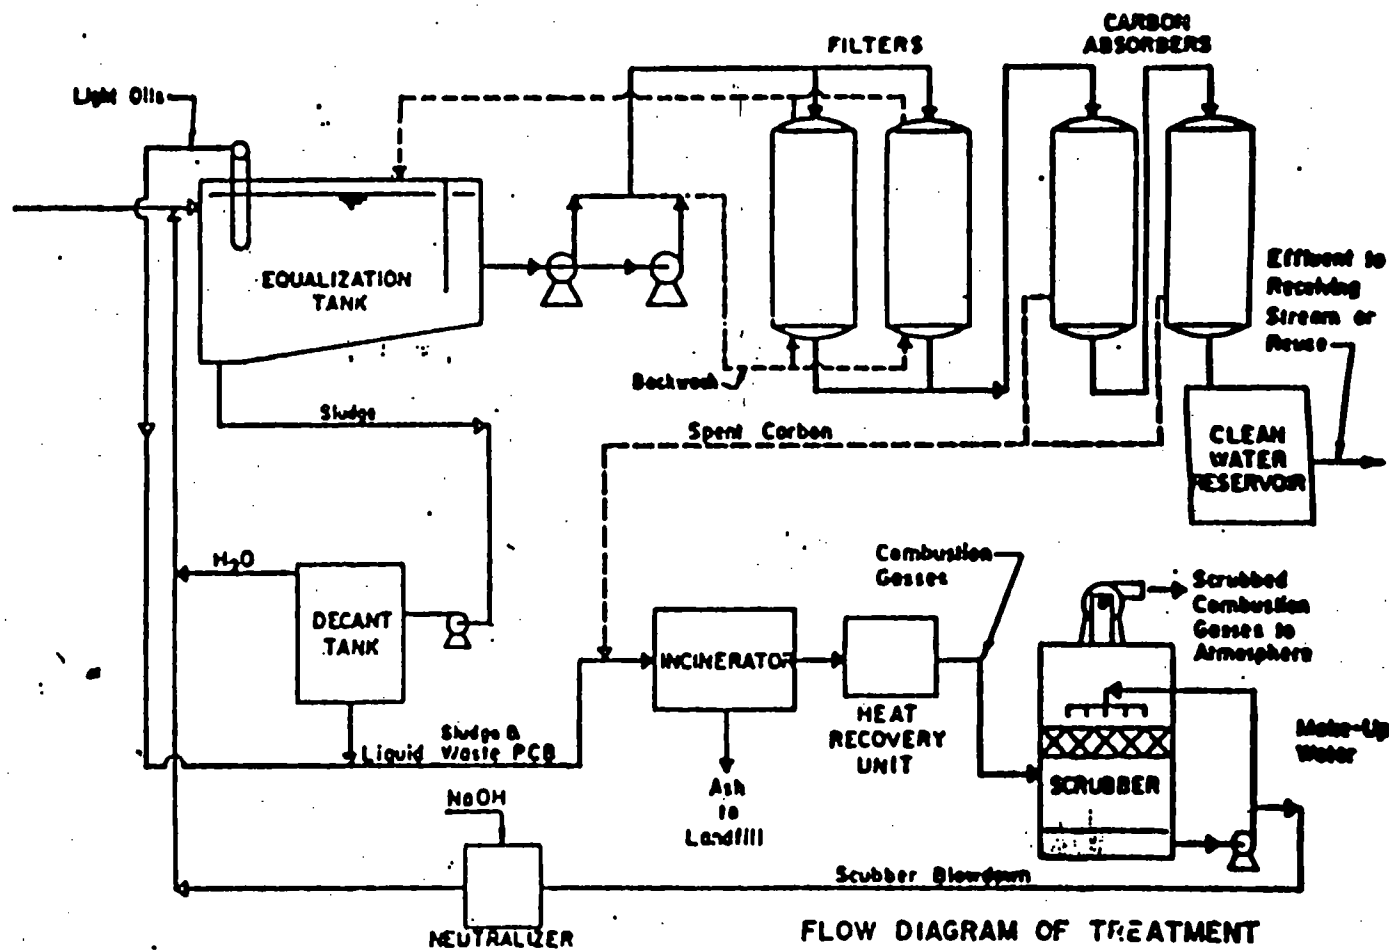 CARBON
ABSORBERS
FILTERS
Light Oils
EQUALIZATION
TANK
Effluent to
Receiving
Stream or
Reuse
Backwash
Sludge
Spent Carbon
CLEAN
WATER
RESERVOIR
H2O
Combustion
Gasses
DECANT
TANK
Scrubbed
Combustion
Gasses to
Atmosphere
INCINERATOR
HEAT
RECOVERY
UNIT
Sludge &
Liquid Waste PCB
Make-Up
Water
SCRUBBER
Ash
to
Landfill
NaOH
Scubber Blowdown
NEUTRALIZER
FLOW DIAGRAM OF TREATMENT